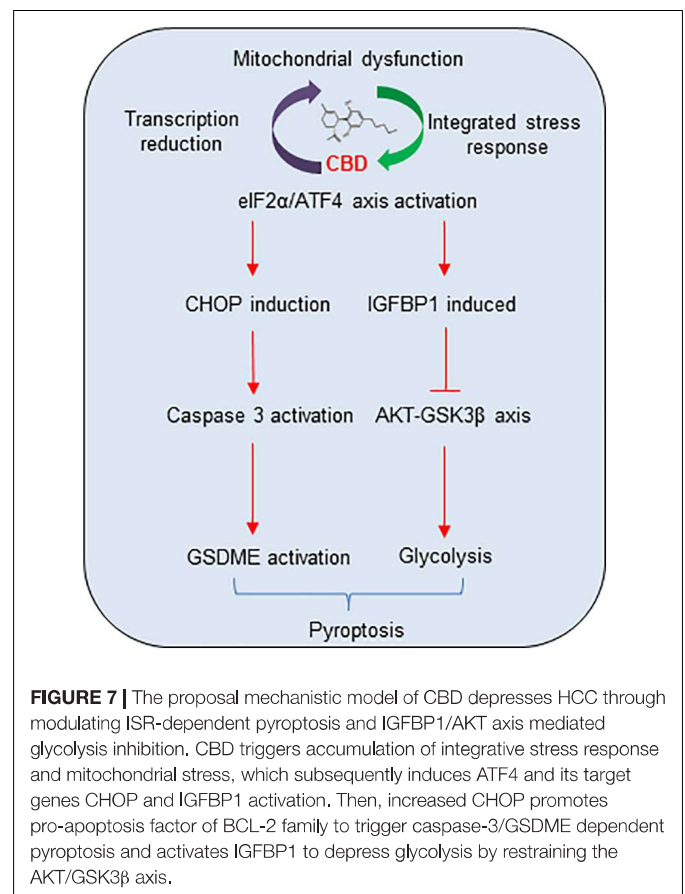 Mitochondrial dysfunction
Transcription
reduction
Integrated stress
response
CBD
eIF2α/ATF4 axis activation
CHOP induction
IGFBP1 induced
Caspase 3 activation
AKT-GSK3β axis
GSDME activation
Glycolysis
Pyroptosis
FIGURE 7 | The proposal mechanistic model of CBD depresses HCC through
modulating ISR-dependent pyroptosis and IGFBP1/AKT axis mediated
glycolysis inhibition. CBD triggers accumulation of integrative stress response
and mitochondrial stress, which subsequently induces ATF4 and its target
genes CHOP and IGFBP1 activation. Then, increased CHOP promotes
pro-apoptosis factor of BCL-2 family to trigger caspase-3/GSDME dependent
pyroptosis and activates IGFBP1 to depress glycolysis by restraining the
AKT/GSK3β axis.